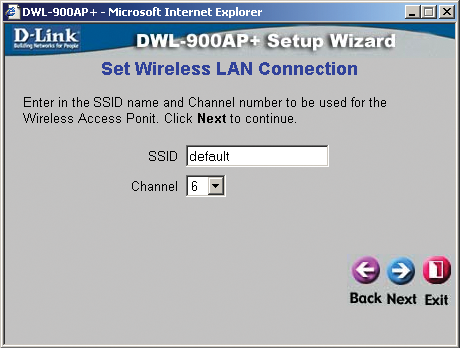 DWL-900AP+ - Microsoft Internet Explorer
D-Link
Building Networks for People
DWL-900AP+ Setup Wizard
Set Wireless LAN Connection
Enter in the SSID name and Channel number to be used for the
Wireless Access Ponit. Click Next to continue.
SSID default
Channel 6
Back Next Exit